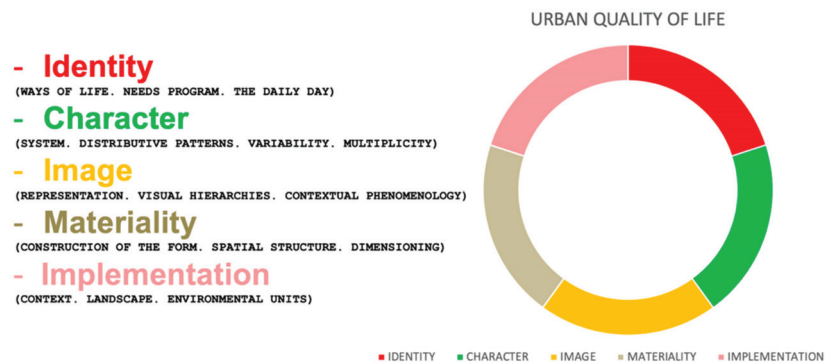 - Identity
(WAYS OF LIFE. NEEDS PROGRAM. THE DAILY DAY)
- Character
(SYSTEM. DISTRIBUTIVE PATTERNS. VARIABILITY. MULTIPLICITY)
- Image
(REPRESENTATION. VISUAL HIERARCHIES. CONTEXTUAL PHENOMENOLOGY)
- Materiality
(CONSTRUCTION OF THE FORM. SPATIAL STRUCTURE. DIMENSIONING)
- Implementation
(CONTEXT. LANDSCAPE. ENVIRONMENTAL UNITS)
URBAN QUALITY OF LIFE
IDENTITY CHARACTER IMAGE MATERIALITY IMPLEMENTATION